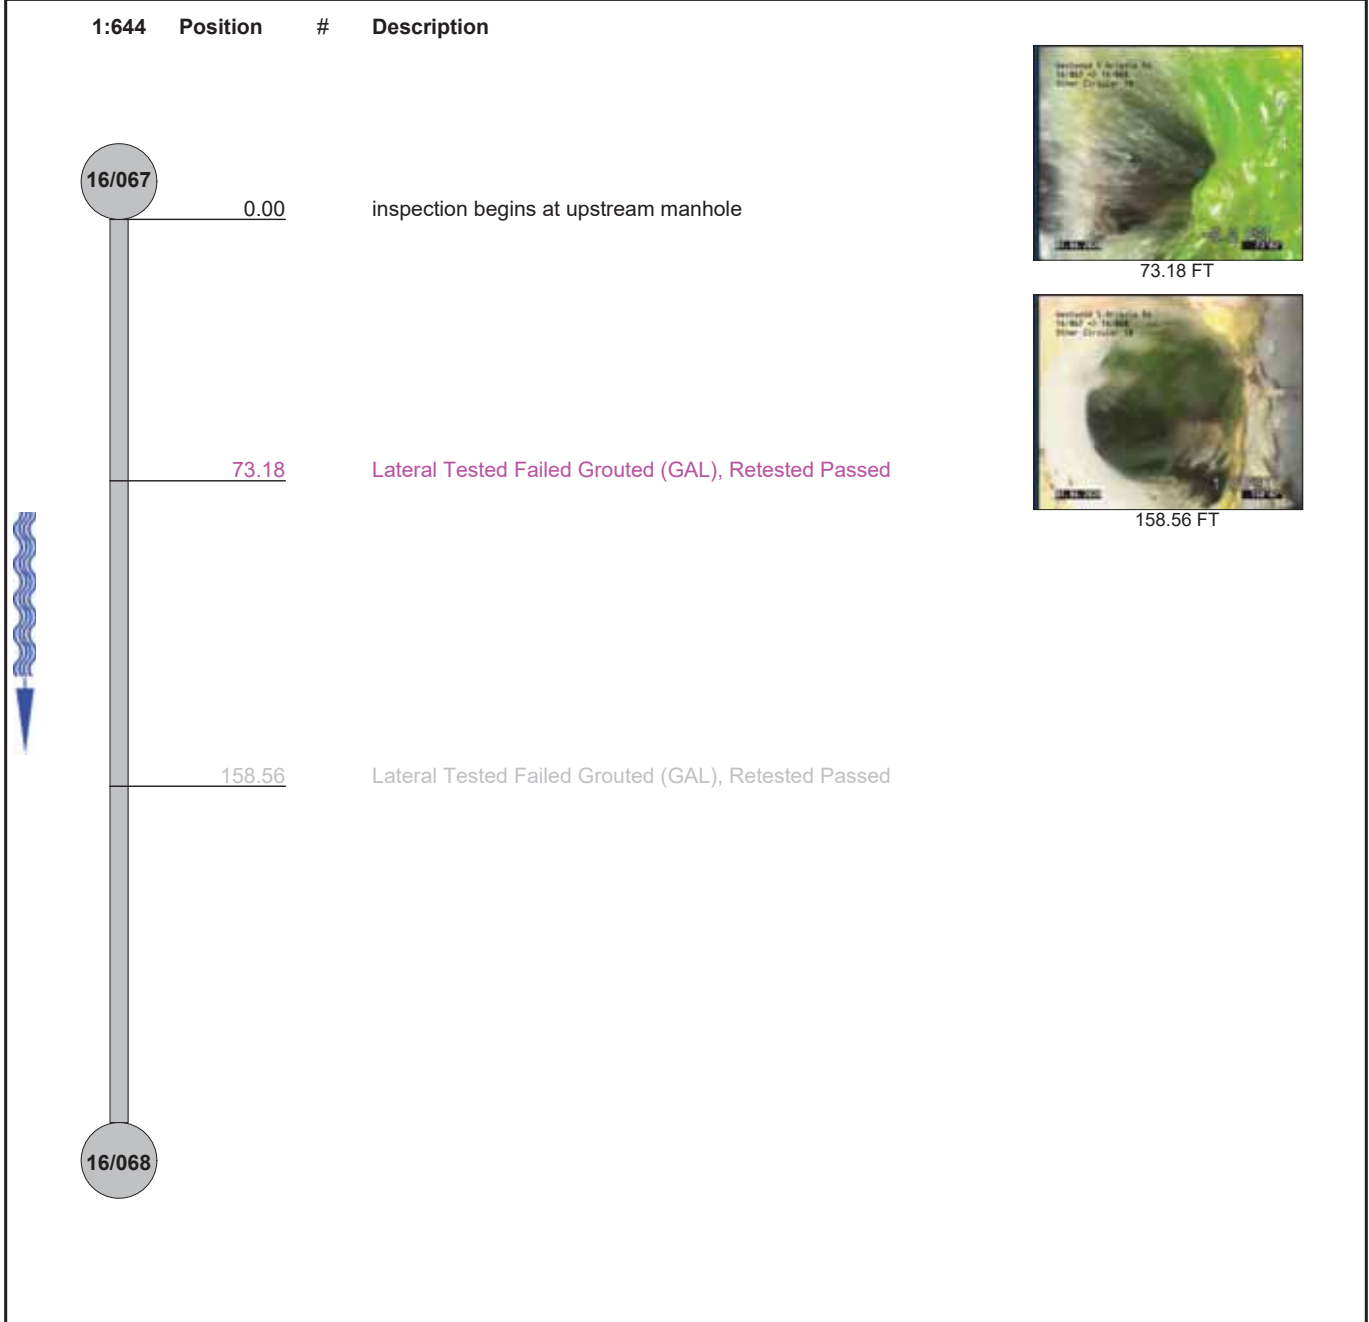 1:644 Position # Description
16/067
0.00 inspection begins at upstream manhole
73.18 FT
73.18 Lateral Tested Failed Grouted (GAL), Retested Passed
158.56 FT
158.56 Lateral Tested Failed Grouted (GAL), Retested Passed
16/068